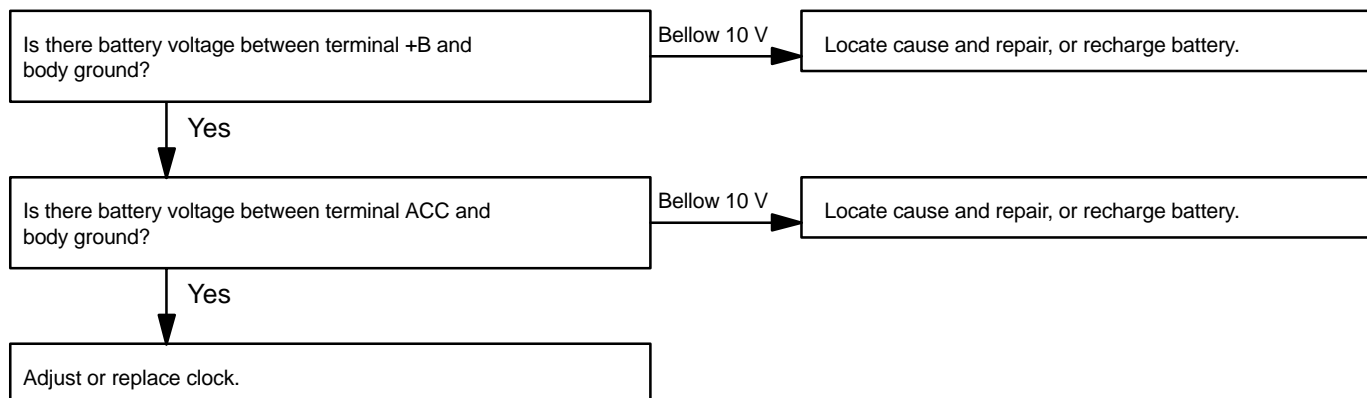 Is there battery voltage between terminal +B and
body ground?
Bellow 10 V
Locate cause and repair, or recharge battery.
Yes
Is there battery voltage between terminal ACC and
body ground?
Bellow 10 V
Locate cause and repair, or recharge battery.
Yes
Adjust or replace clock.